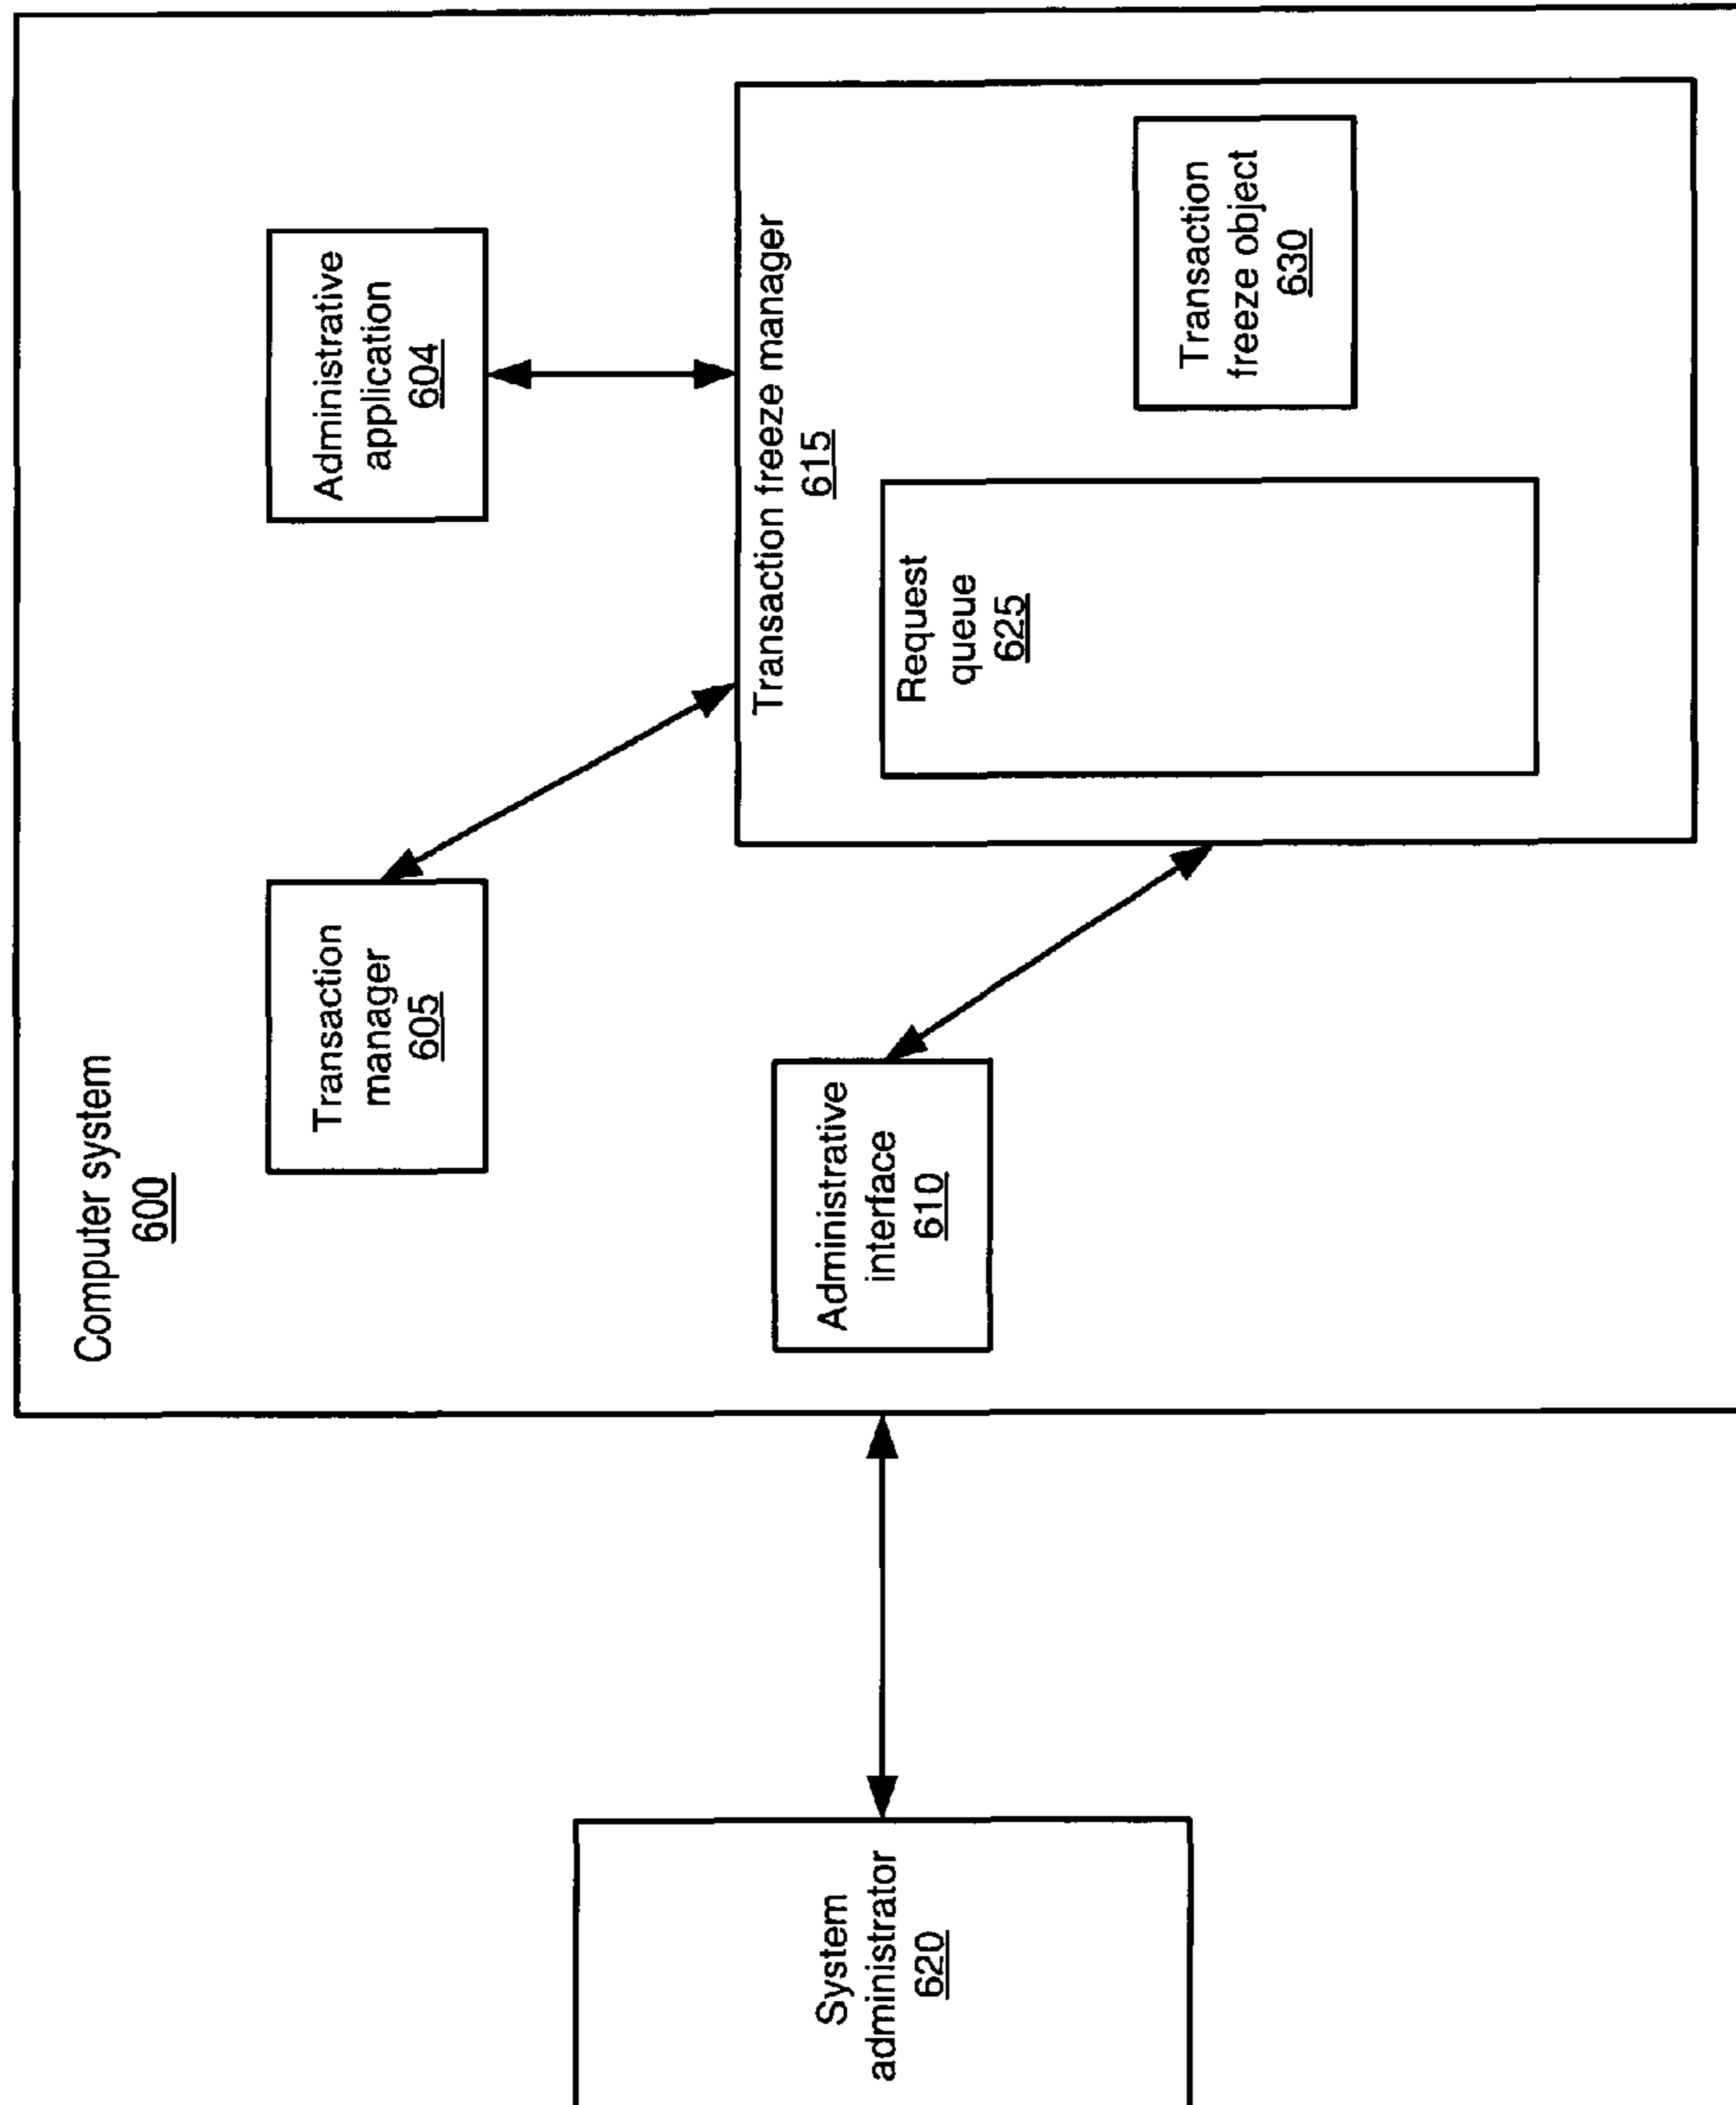 Computer system
600
Transaction
manager
605
Administrative
application
604
System
administrator
620
Administrative
interface
610
Transaction freeze manager
615
Request
queue
625
Transaction
freeze object
630